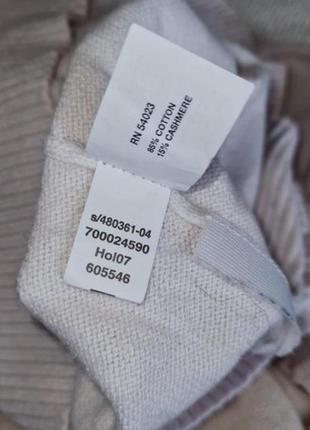 RN 54023
85% COTTON
15% CASHMERE
s/480361-04
700024590
Hol07
605546